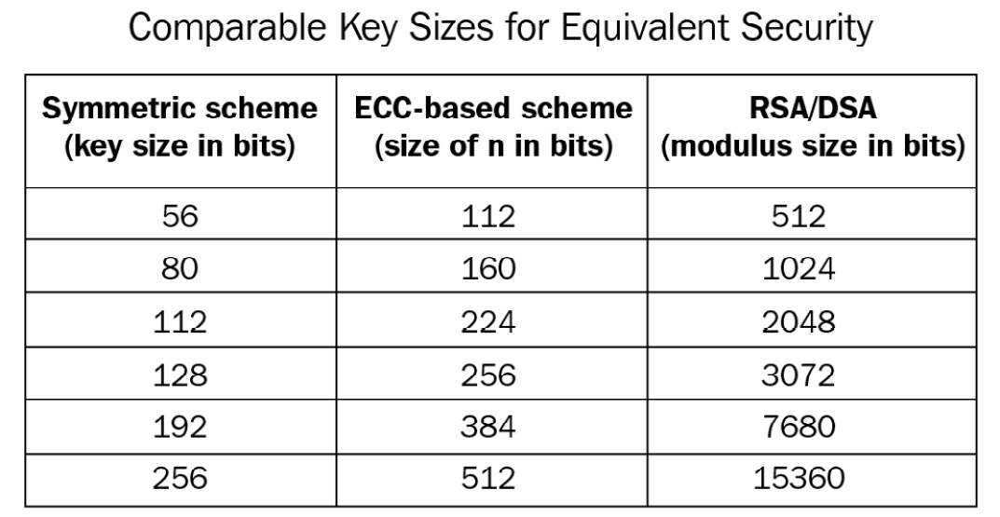 Comparable Key Sizes for Equivalent Security
Symmetric scheme ECC-based scheme RSA/DSA
(key size in bits) (size of n in bits) (modulus size in bits)
56 112 512
80 160 1024
112 224 2048
128 256 3072
192 384 7680
256 512 15360